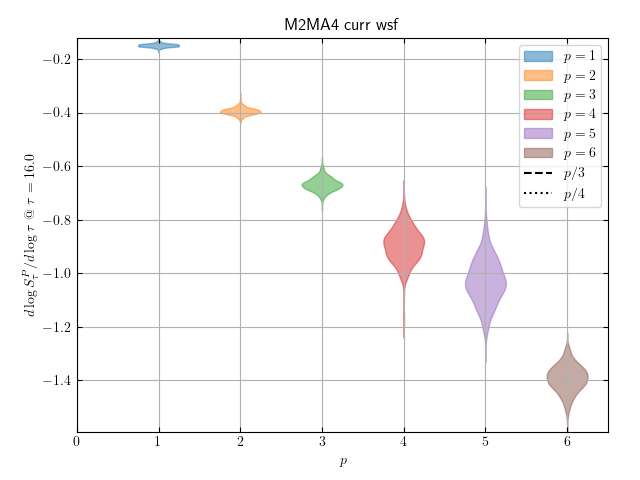 M2MA4 curr wsf
d log S_τ^P / d log τ @ τ = 16.0
−0.2
−0.4
−0.6
−0.8
−1.0
−1.2
−1.4
p = 1
p = 2
p = 3
p = 4
p = 5
p = 6
p/3
p/4
0 1 2 3 4 5 6
p